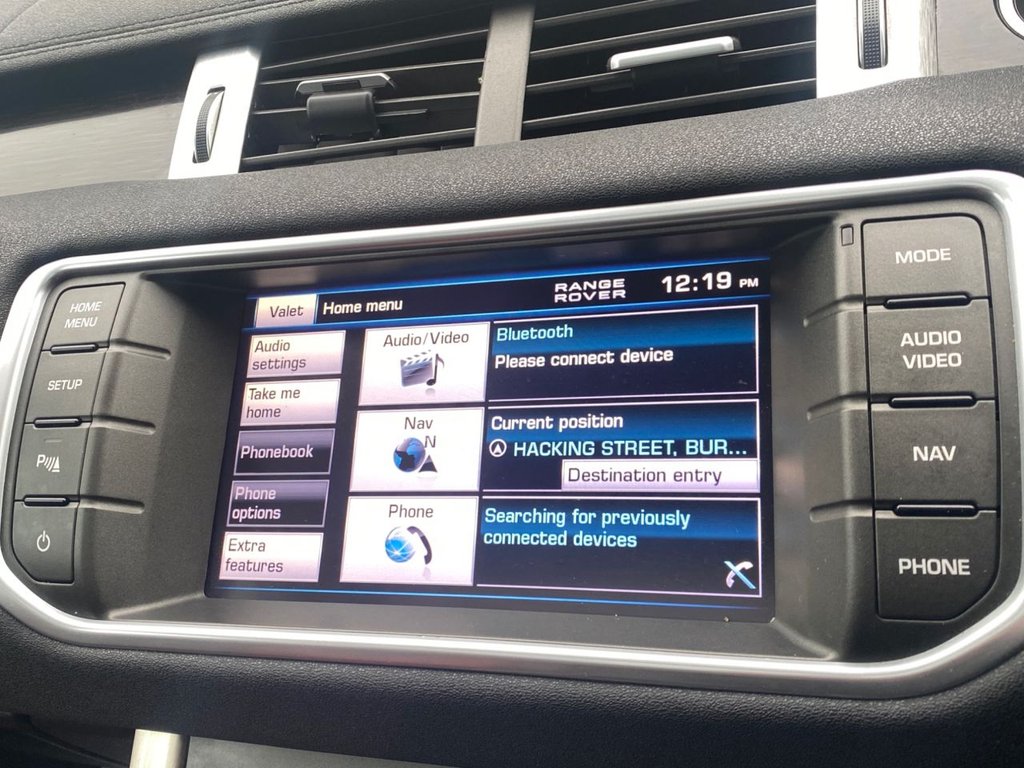 HOME
MENU
SETUP
P
Valet
Home menu
RANGE
ROVER
12:19 PM
Audio
settings
Take me
home
Phonebook
Phone
options
Extra
features
Audio/Video
Bluetooth
Please connect device
Nav
N
Current position
HACKING STREET, BUR...
Destination entry
Phone
Searching for previously
connected devices
MODE
AUDIO
VIDEO
NAV
PHONE